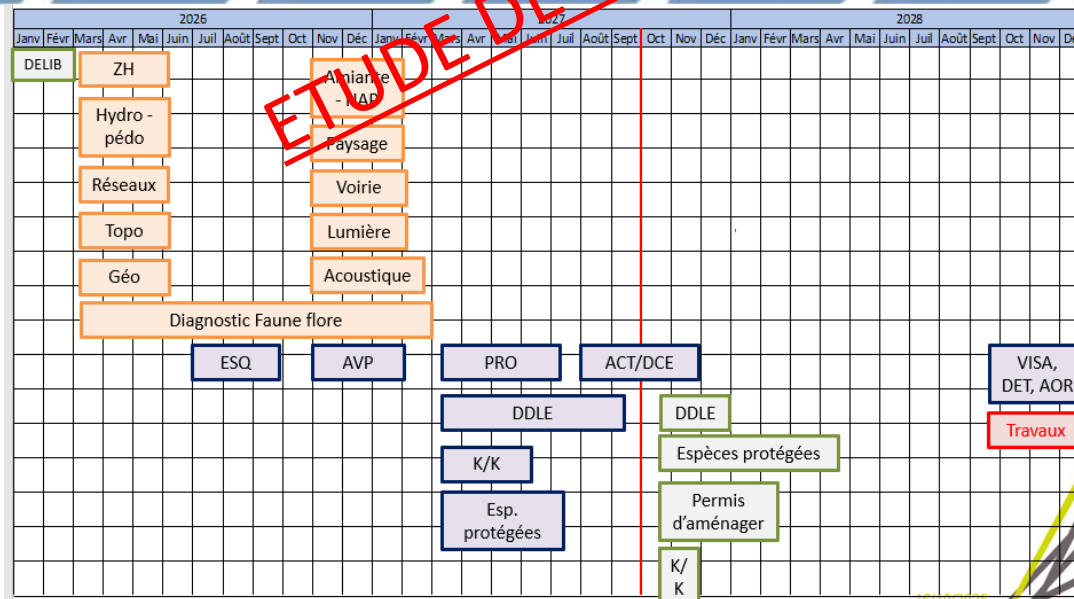 2026 2027 2028
Janv Févr Mars Avr Mai Juin Juil Août Sept Oct Nov Déc Janv Févr Mars Avr Mai Juin Juil Août Sept Oct Nov Déc Janv Févr Mars Avr Mai Juin Juil Août Sept Oct Nov
ETUDE DE
DELIB
ZH
Amiante
- HAP
Hydro -
pédo
Paysage
Réseaux
Voirie
Topo
Lumière
Géo
Acoustique
Diagnostic Faune flore
ESQ
AVP
PRO
ACT/DCE
VISA,
DET, AOR
DDLE
DDLE
Travaux
K/K
Espèces protégées
Esp.
protégées
Permis
d'aménager
K/
K